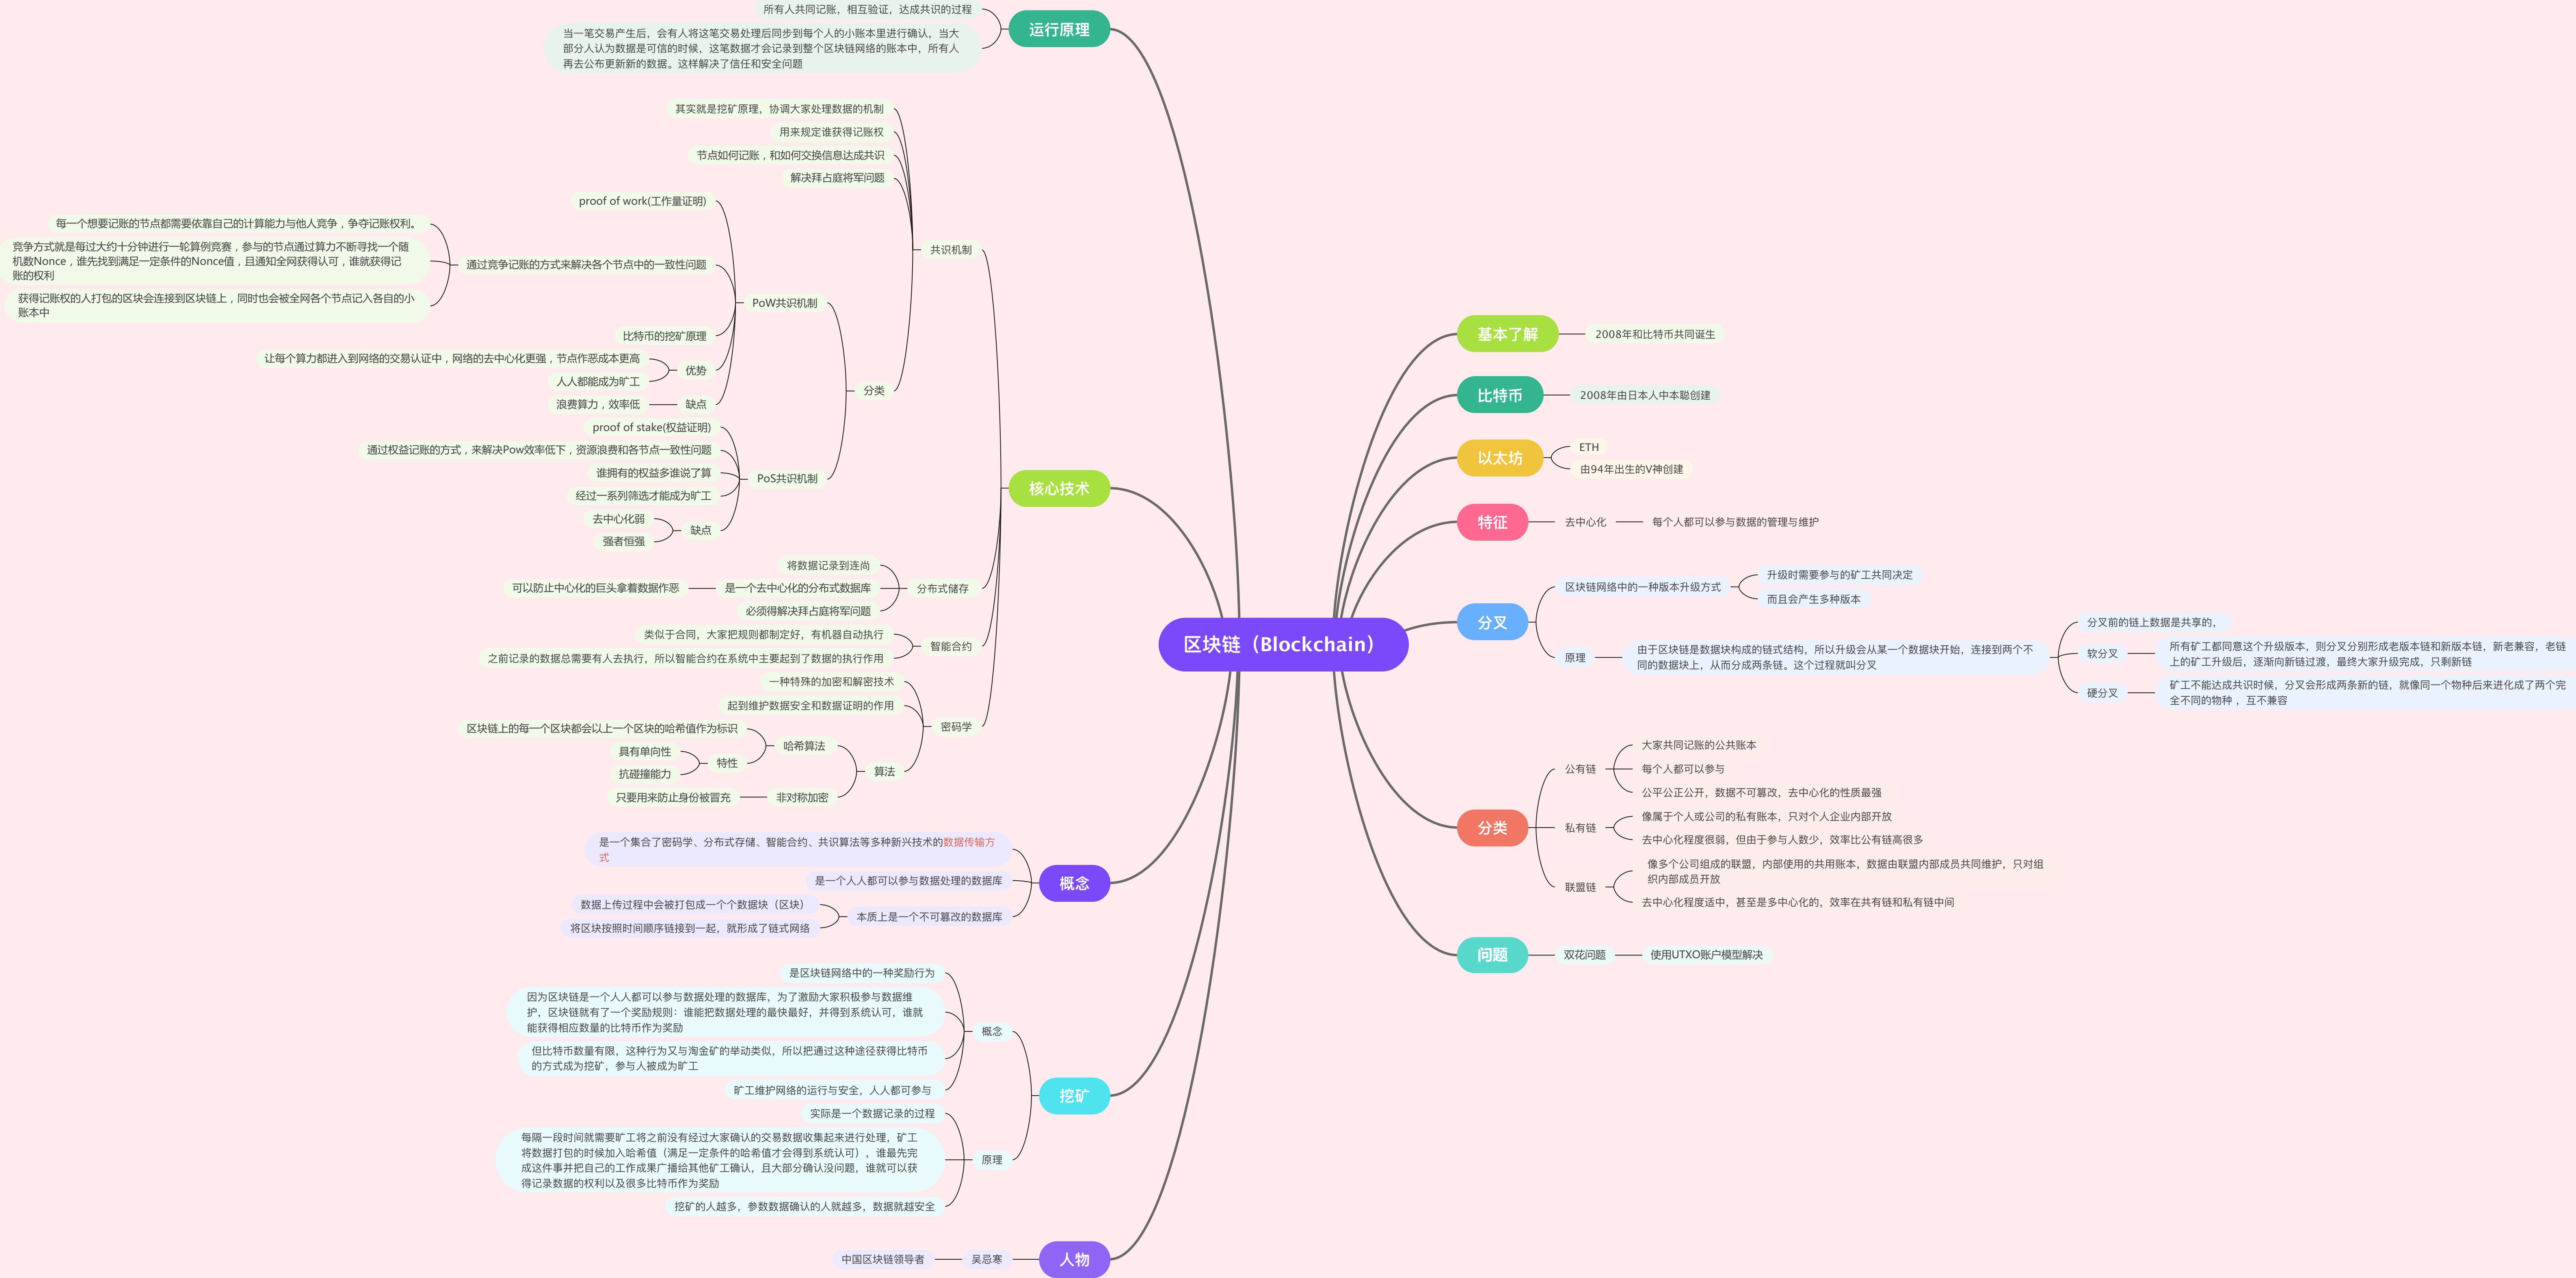 区块链（Blockchain）
运行原理
所有人共同记账，相互验证，达成共识的过程
当一笔交易产生后，会有人将这笔交易处理后同步到每个人的小账本里进行确认，当大
部分人认为数据是可信的时候，这笔数据才会记录到整个区块链网络的账本中，所有人
再去公布更新新的数据。这样解决了信任和安全问题
核心技术
共识机制
其实就是挖矿原理，协调大家处理数据的机制
用来规定谁获得记账权
节点如何记账，和如何交换信息达成共识
解决拜占庭将军问题
分类
PoW共识机制
proof of work(工作量证明)
通过竞争记账的方式来解决各个节点中的一致性问题
每一个想要记账的节点都需要依靠自己的计算能力与他人竞争，争夺记账权利。
竞争方式就是每过大约十分钟进行一轮算例竞赛，参与的节点通过算力不断寻找一个随
机数Nonce，谁先找到满足一定条件的Nonce值，且通知全网获得认可，谁就获得记
账的权利
获得记账权的人打包的区块会连接到区块链上，同时也会被全网各个节点记入各自的小
账本中
比特币的挖矿原理
优势
让每个算力都进入到网络的交易认证中，网络的去中心化更强，节点作恶成本更高
人人都能成为旷工
缺点
浪费算力，效率低
PoS共识机制
proof of stake(权益证明)
通过权益记账的方式，来解决Pow效率低下，资源浪费和各节点一致性问题
谁拥有的权益多谁说了算
经过一系列筛选才能成为旷工
缺点
去中心化弱
强者恒强
分布式储存
将数据记录到连尚
是一个去中心化的分布式数据库
可以防止中心化的巨头拿着数据作恶
必须得解决拜占庭将军问题
智能合约
类似于合同，大家把规则都制定好，有机器自动执行
之前记录的数据总需要有人去执行，所以智能合约在系统中主要起到了数据的执行作用
密码学
一种特殊的加密和解密技术
起到维护数据安全和数据证明的作用
算法
哈希算法
区块链上的每一个区块都会以上一个区块的哈希值作为标识
特性
具有单向性
抗碰撞能力
非对称加密
只要用来防止身份被冒充
概念
是一个集合了密码学、分布式存储、智能合约、共识算法等多种新兴技术的数据传输方
式
是一个人人都可以参与数据处理的数据库
本质上是一个不可篡改的数据库
数据上传过程中会被打包成一个个数据块（区块）
将区块按照时间顺序链接到一起，就形成了链式网络
挖矿
概念
是区块链网络中的一种奖励行为
因为区块链是一个人人都可以参与数据处理的数据库，为了激励大家积极参与数据维
护，区块链就有了一个奖励规则：谁能把数据处理的最快最好，并得到系统认可，谁就
能获得相应数量的比特币作为奖励
但比特币数量有限，这种行为又与淘金矿的举动类似，所以把通过这种途径获得比特币
的方式成为挖矿，参与人被成为旷工
旷工维护网络的运行与安全，人人都可参与
原理
实际是一个数据记录的过程
每隔一段时间就需要旷工将之前没有经过大家确认的交易数据收集起来进行处理，矿工
将数据打包的时候加入哈希值（满足一定条件的哈希值才会得到系统认可），谁最先完
成这件事并把自己的工作成果广播给其他矿工确认，且大部分确认没问题，谁就可以获
得记录数据的权利以及很多比特币作为奖励
挖矿的人越多，参数数据确认的人就越多，数据就越安全
人物
吴忌寒
中国区块链领导者
基本了解
2008年和比特币共同诞生
比特币
2008年由日本人中本聪创建
以太坊
ETH
由94年出生的V神创建
特征
去中心化
每个人都可以参与数据的管理与维护
分叉
区块链网络中的一种版本升级方式
升级时需要参与的矿工共同决定
而且会产生多种版本
原理
由于区块链是数据块构成的链式结构，所以升级会从某一个数据块开始，连接到两个不
同的数据块上，从而分成两条链。这个过程就叫分叉
分叉前的链上数据是共享的，
软分叉
所有矿工都同意这个升级版本，则分叉分别形成老版本链和新版本链，新老兼容，老链
上的矿工升级后，逐渐向新链过渡，最终大家升级完成，只剩新链
硬分叉
矿工不能达成共识时候，分叉会形成两条新的链，就像同一个物种后来进化成了两个完
全不同的物种，互不兼容
分类
公有链
大家共同记账的公共账本
每个人都可以参与
公平公正公开，数据不可篡改，去中心化的性质最强
私有链
像属于个人或公司的私有账本，只对个人企业内部开放
去中心化程度很弱，但由于参与人数少，效率比公有链高很多
联盟链
像多个公司组成的联盟，内部使用的共用账本，数据由联盟内部成员共同维护，只对组
织内部成员开放
去中心化程度适中，甚至是多中心化的，效率在共有链和私有链中间
问题
双花问题
使用UTXO账户模型解决